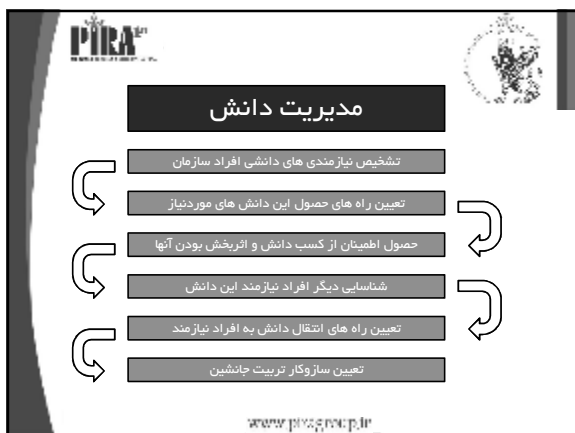 PIRA
مدیریت دانش
تشخیص نیازمندی های دانشی افراد سازمان
تعیین راه های حصول این دانش های موردنیاز
حصول اطمینان از کسب دانش و اثربخش بودن آنها
شناسایی دیگر افراد نیازمند این دانش
تعیین راه های انتقال دانش به افراد نیازمند
تعیین سازوکار تربیت جانشین
www.piragroup.ir